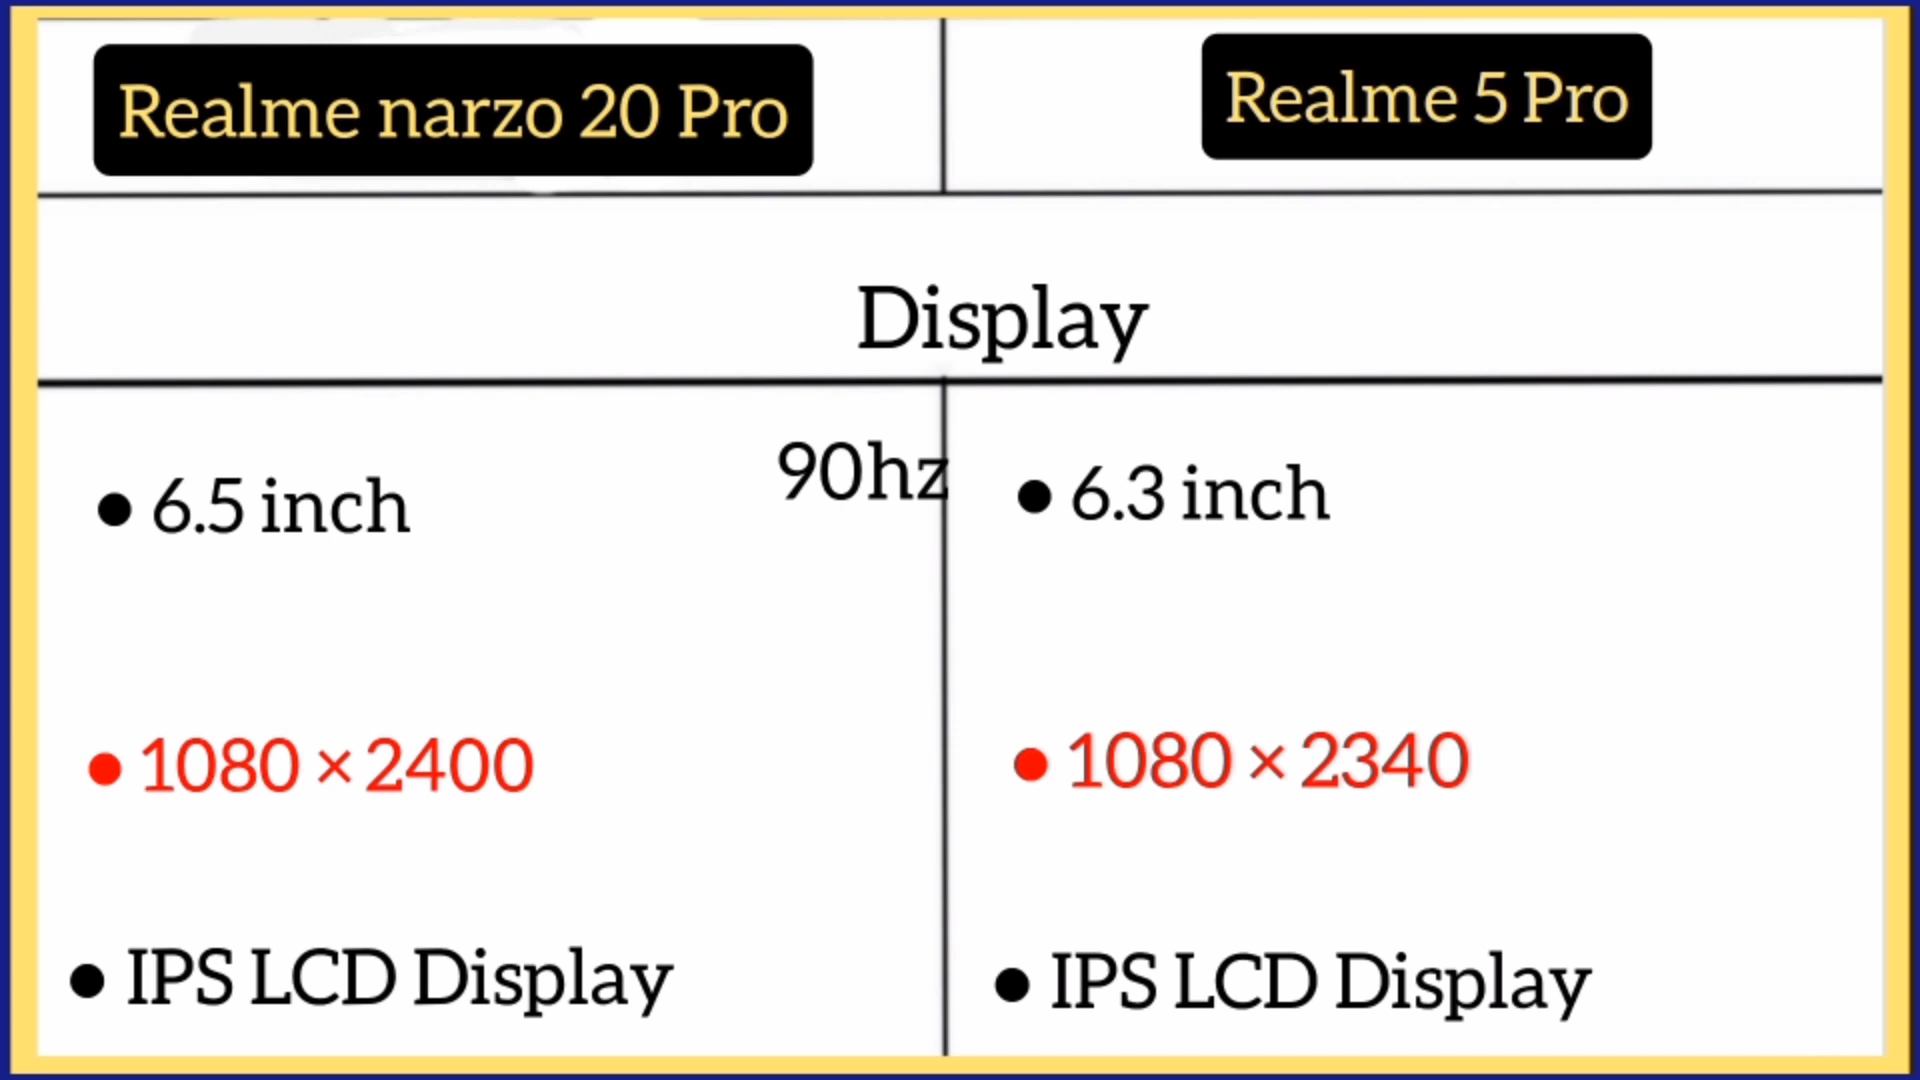 Realme narzo 20 Pro
Realme 5 Pro
Display
90hz
• 6.5 inch
• 6.3 inch
• 1080 × 2400
• 1080 × 2340
• IPS LCD Display
• IPS LCD Display